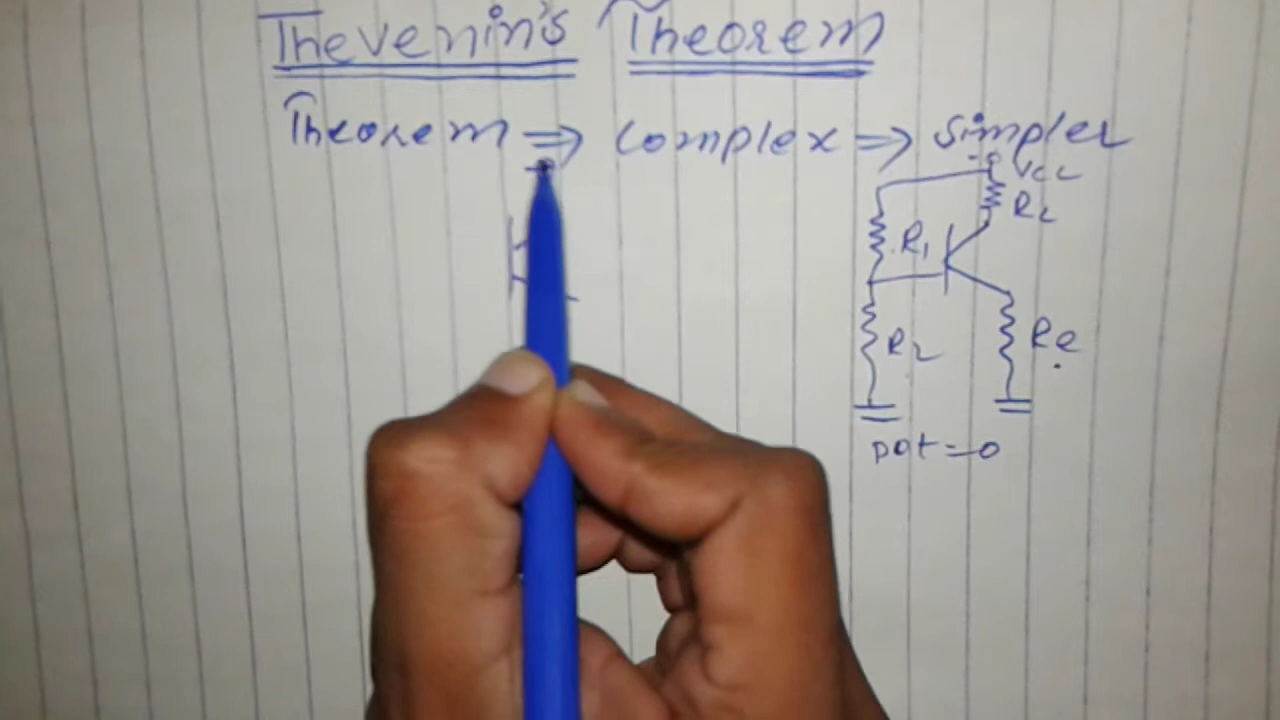 Thevenin's Theorem
Theorem ⇒ Complex ⇒ Simpler
Vcc
RL
R1
R2
Re
pot = 0